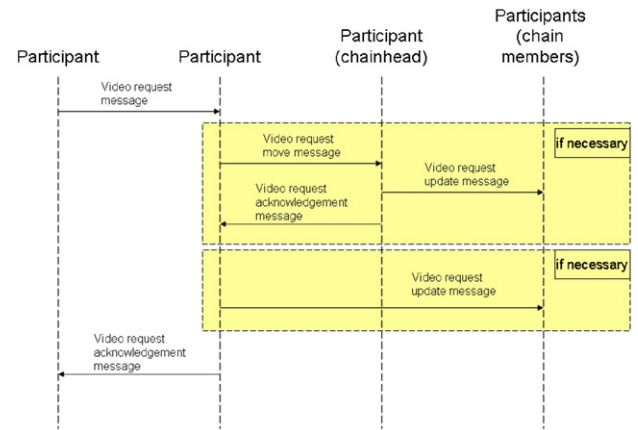 Participant
Participant
Participant
(chainhead)
Participants
(chain
members)
Video request
message
if necessary
Video request
move message
Video request
update message
Video request
acknowledgement
message
if necessary
Video request
update message
Video request
acknowledgement
message